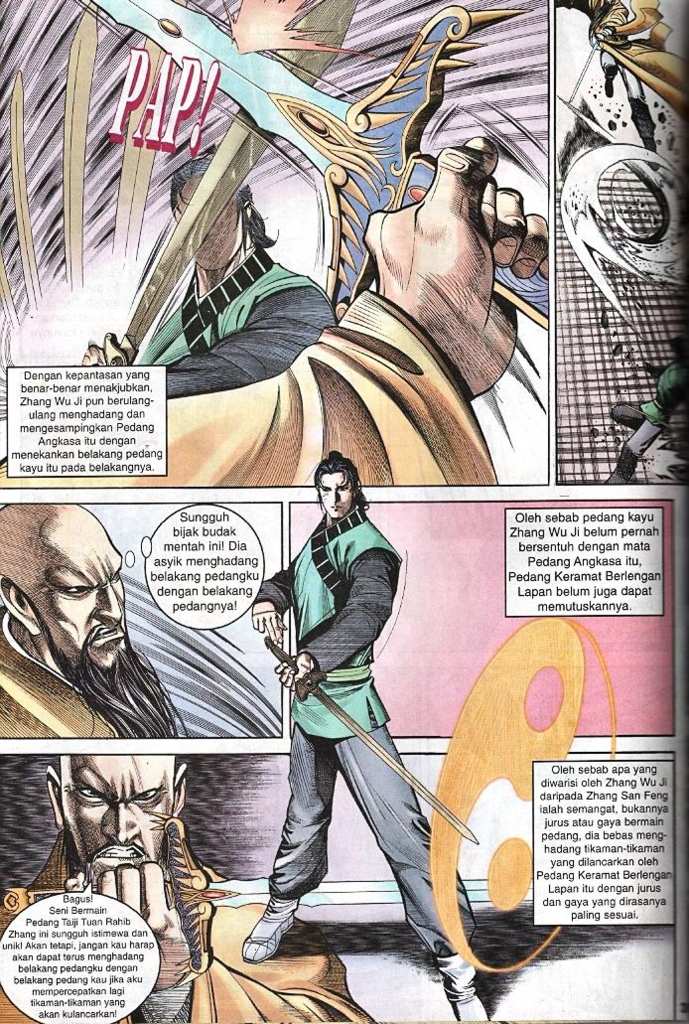 PAP!
Dengan kepantasan yang
benar-benar menakjubkan,
Zhang Wu Ji pun berulang-
ulang menghadang dan
mengesampingkan Pedang
Angkasa itu dengan
menekankan belakang pedang
kayu itu pada belakangnya.
Sungguh
bijak budak
mentah ini! Dia
asyik menghadang
belakang pedangku
dengan belakang
pedangnya!
Oleh sebab pedang kayu
Zhang Wu Ji belum pernah
bersentuh dengan mata
Pedang Angkasa itu,
Pedang Keramat Berlengan
Lapan belum juga dapat
memutuskannya.
Oleh sebab apa yang
diwarisi oleh Zhang Wu Ji
daripada Zhang San Feng
ialah semangat, bukannya
jurus atau gaya bermain
pedang, dia bebas meng-
hadang tikaman-tikaman
yang dilancarkan oleh
Pedang Keramat Berlengan
Lapan itu dengan jurus
dan gaya yang dirasanya
paling sesuai.
Bagus!
Seni Bermain
Pedang Taiji Tuan Rahib
Zhang ini sungguh istimewa dan
unik! Akan tetapi, jangan kau harap
akan dapat terus menghadang
belakang pedangku dengan
belakang pedang kau jika aku
mempercepatkan lagi
tikaman-tikaman yang
akan kulancarkan!